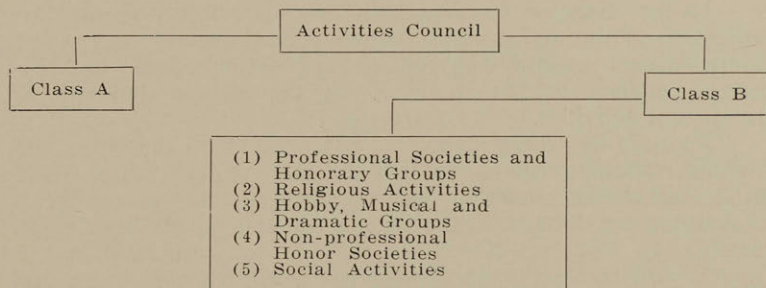 Activities Council
Class A
Class B
(1) Professional Societies and
Honorary Groups
(2) Religious Activities
(3) Hobby, Musical and
Dramatic Groups
(4) Non-professional
Honor Societies
(5) Social Activities